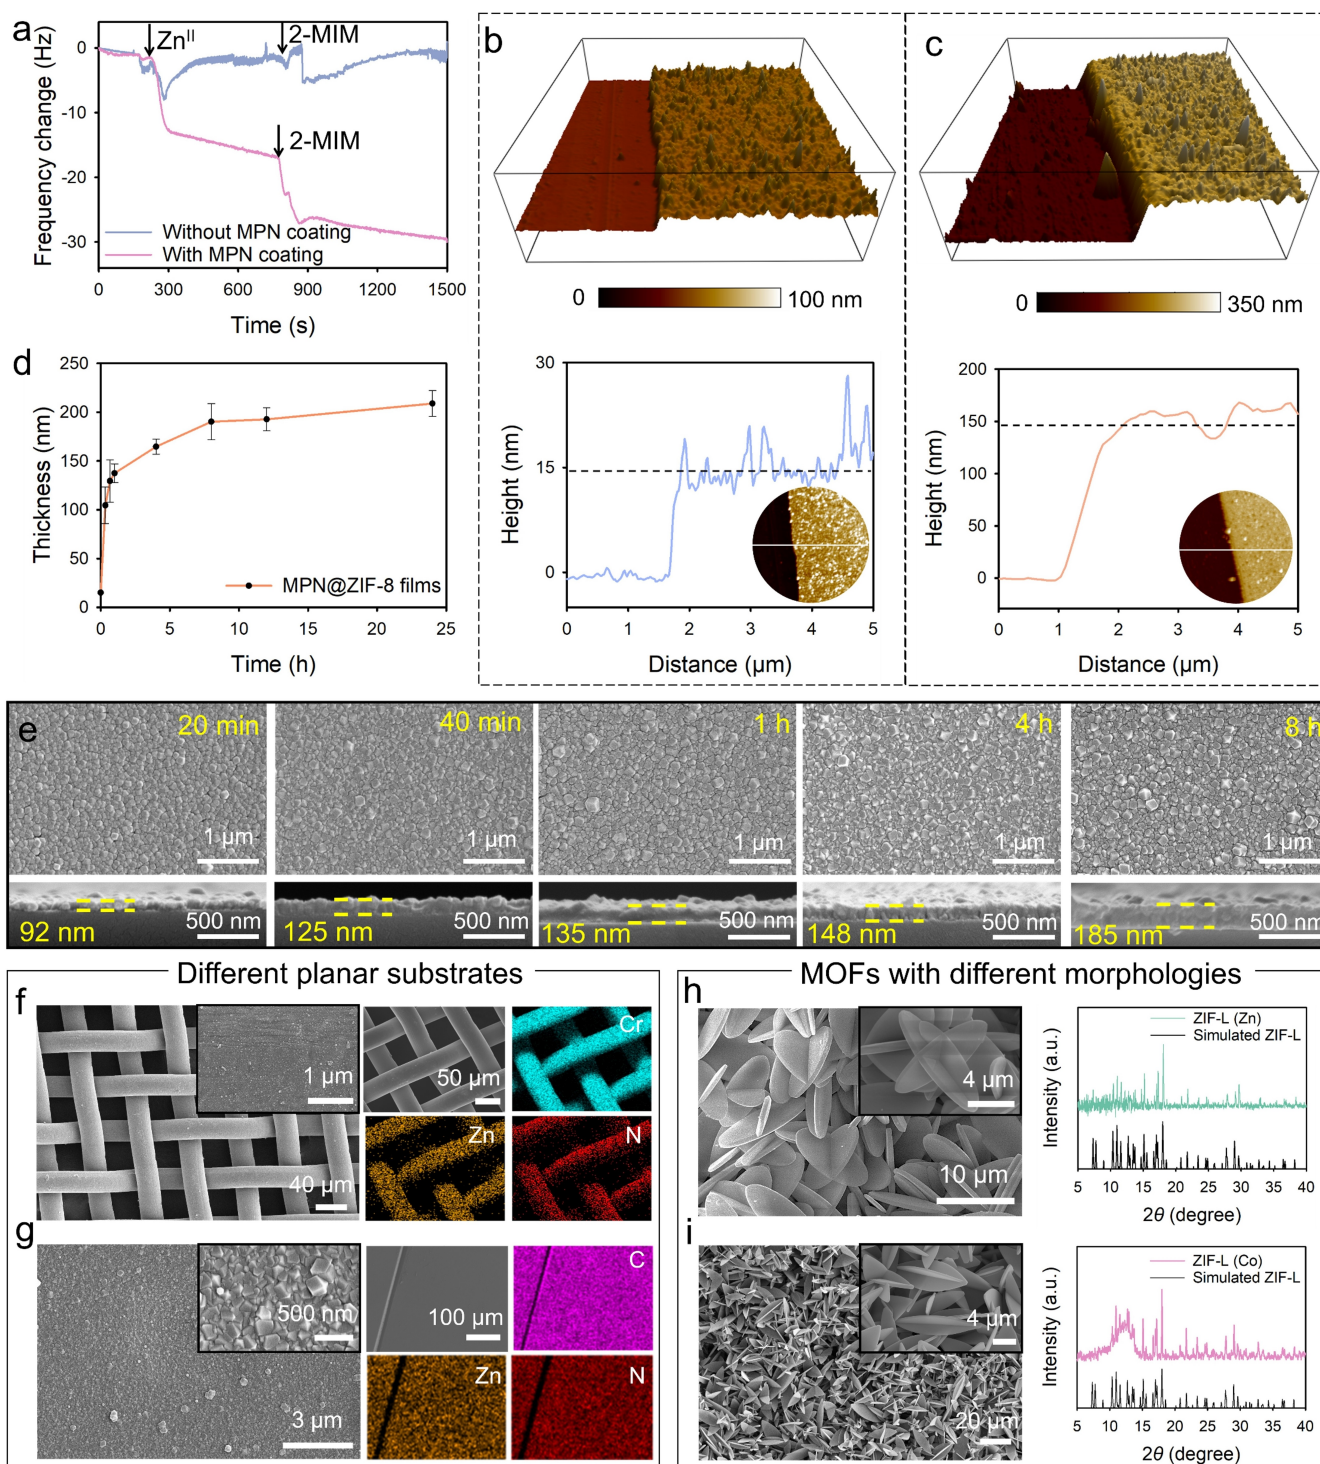 a
Zn^II
2-MIM
2-MIM
Frequency change (Hz)
0
-10
-20
-30
Without MPN coating
With MPN coating
0 300 600 900 1200 1500
Time (s)
b
0 100 nm
30
15
0
Height (nm)
0 1 2 3 4 5
Distance (µm)
c
0 350 nm
200
150
100
50
0
Height (nm)
0 1 2 3 4 5
Distance (µm)
d
250
200
150
100
50
0
Thickness (nm)
MPN@ZIF-8 films
0 5 10 15 20 25
Time (h)
e
20 min
40 min
1 h
4 h
8 h
1 µm
1 µm
1 µm
1 µm
1 µm
92 nm
500 nm
125 nm
500 nm
135 nm
500 nm
148 nm
500 nm
185 nm
500 nm
Different planar substrates
f
1 µm
40 µm
50 µm
Cr
Zn
N
g
500 nm
3 µm
100 µm
C
Zn
N
MOFs with different morphologies
h
4 µm
10 µm
ZIF-L (Zn)
Simulated ZIF-L
Intensity (a.u.)
5 10 15 20 25 30 35 40
2θ (degree)
i
4 µm
20 µm
ZIF-L (Co)
Simulated ZIF-L
Intensity (a.u.)
5 10 15 20 25 30 35 40
2θ (degree)